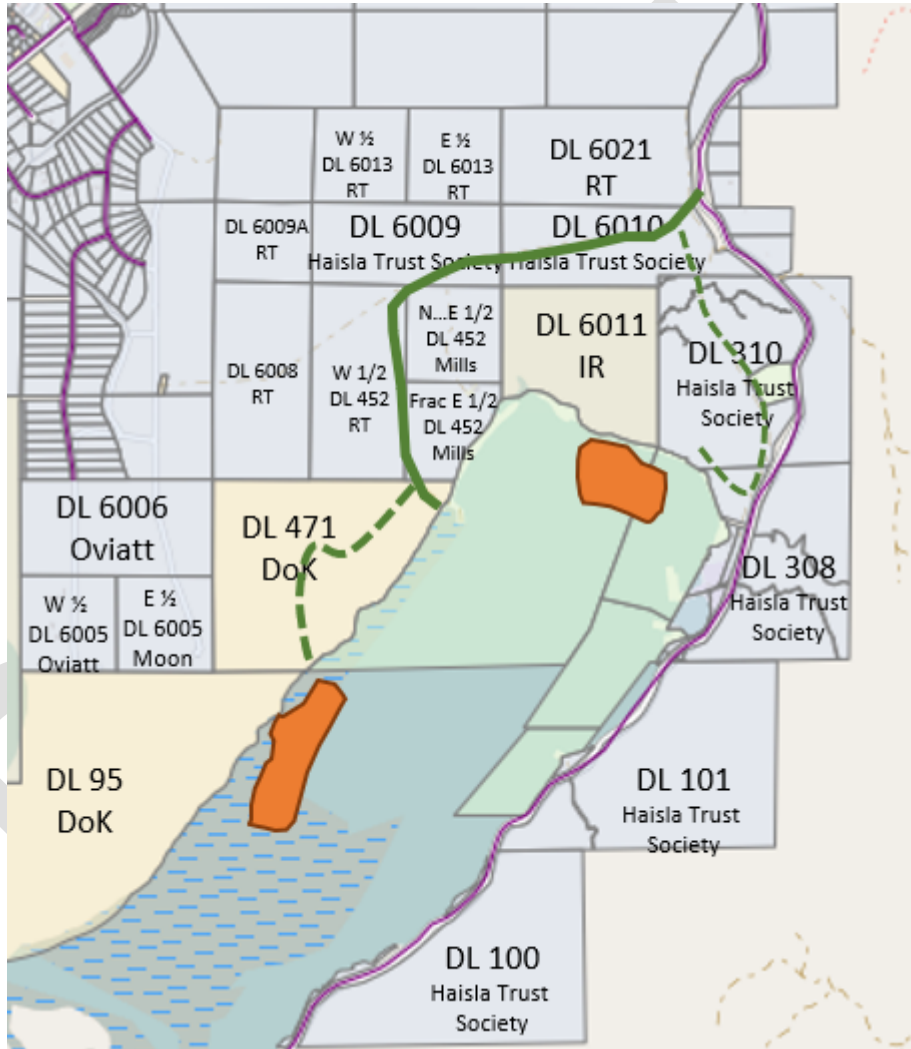 W ½
DL 6013
RT
E ½
DL 6013
RT
DL 6021
RT
DL 6009A
RT
DL 6009
Haisla Trust Society
DL 6010
Haisla Trust Society
DL 6008
RT
W 1/2
DL 452
RT
N...E 1/2
DL 452
Mills
Frac E 1/2
DL 452
Mills
DL 6011
IR
DL 310
Haisla Trust
Society
DL 6006
Oviatt
DL 471
DoK
W ½
DL 6005
Oviatt
E ½
DL 6005
Moon
DL 308
Haisla Trust
Society
DL 95
DoK
DL 101
Haisla Trust
Society
DL 100
Haisla Trust
Society